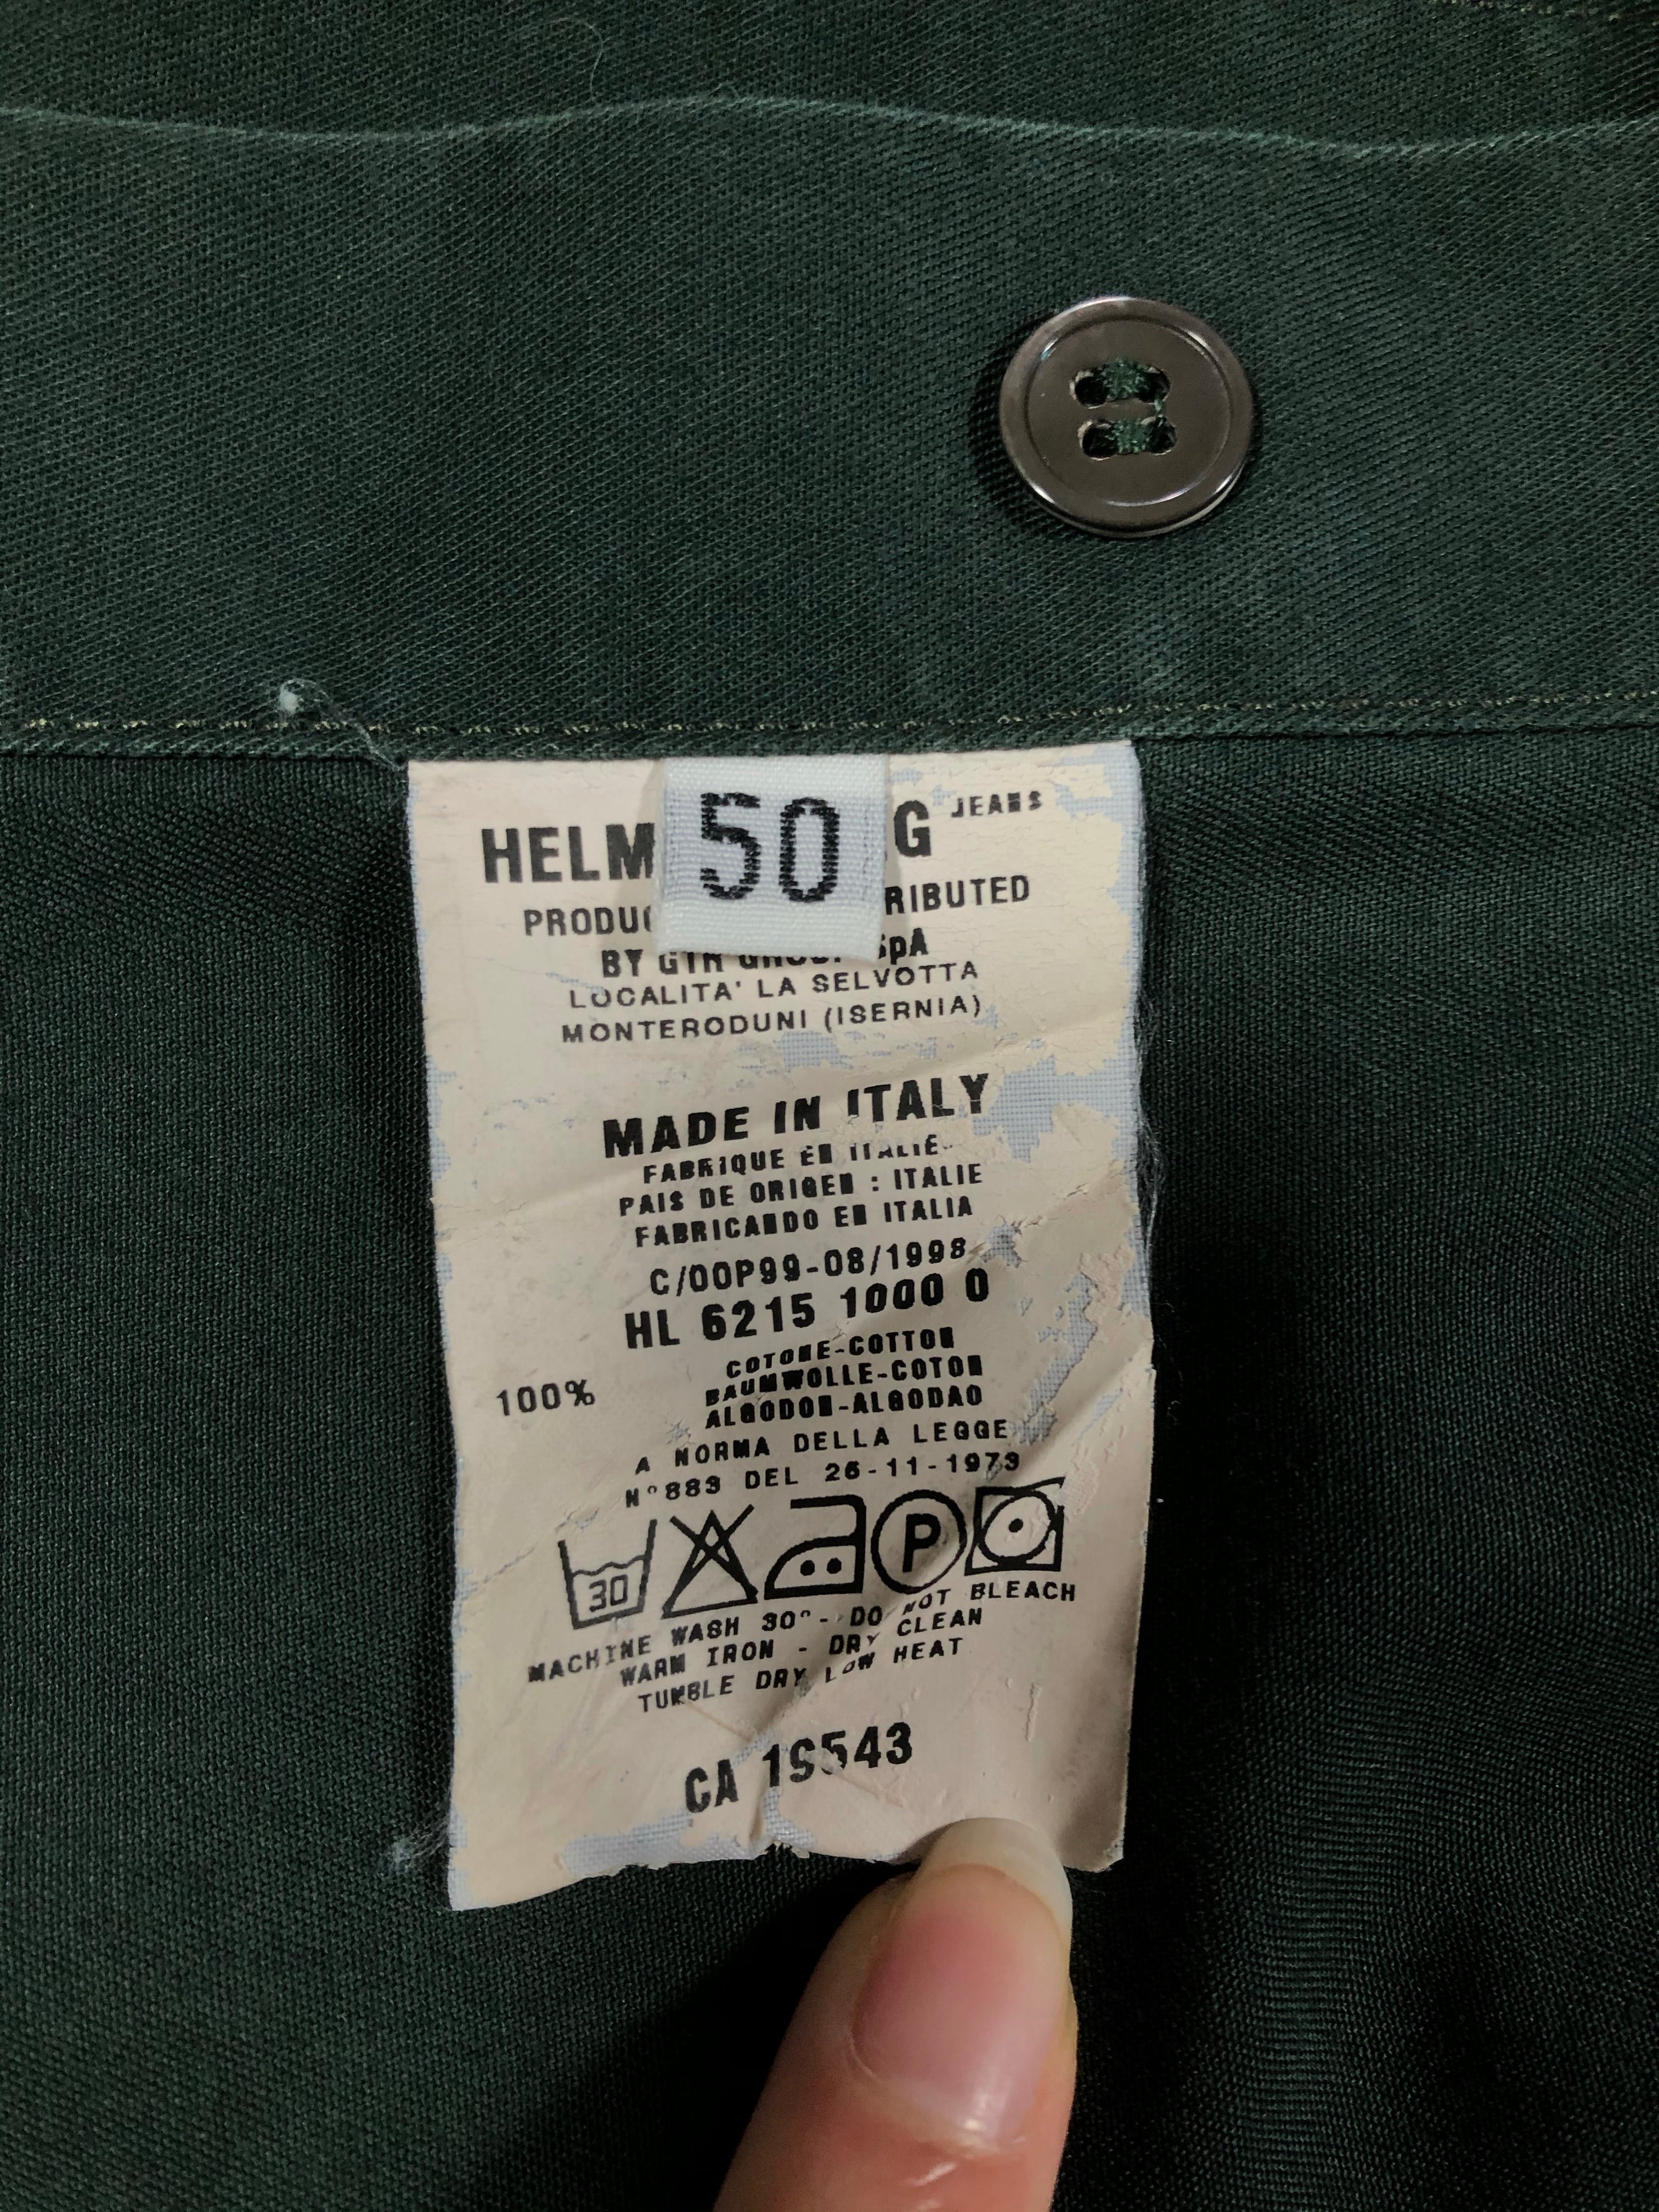 50
HELM G JEANS
BY SpA
LOCALITA' LA SELVOTTA
MONTERODUNI (ISERNIA)
MADE IN ITALY
FABRIQUE EN ITALIE
PAIS DE ORIGEN : ITALIE
FABRICANDO EN ITALIA
C/00P99-08/1998
HL 6215 1000 0
100%
COTONE-COTTON
BAUMWOLLE-COTON
ALGODON-ALGODAO
A NORMA DELLA LEGGE
N°883 DEL 26-11-1973
30
P
MACHINE WASH 30° - DO NOT BLEACH
WARM IRON - DRY CLEAN
TUMBLE DRY LOW HEAT
CA 19543